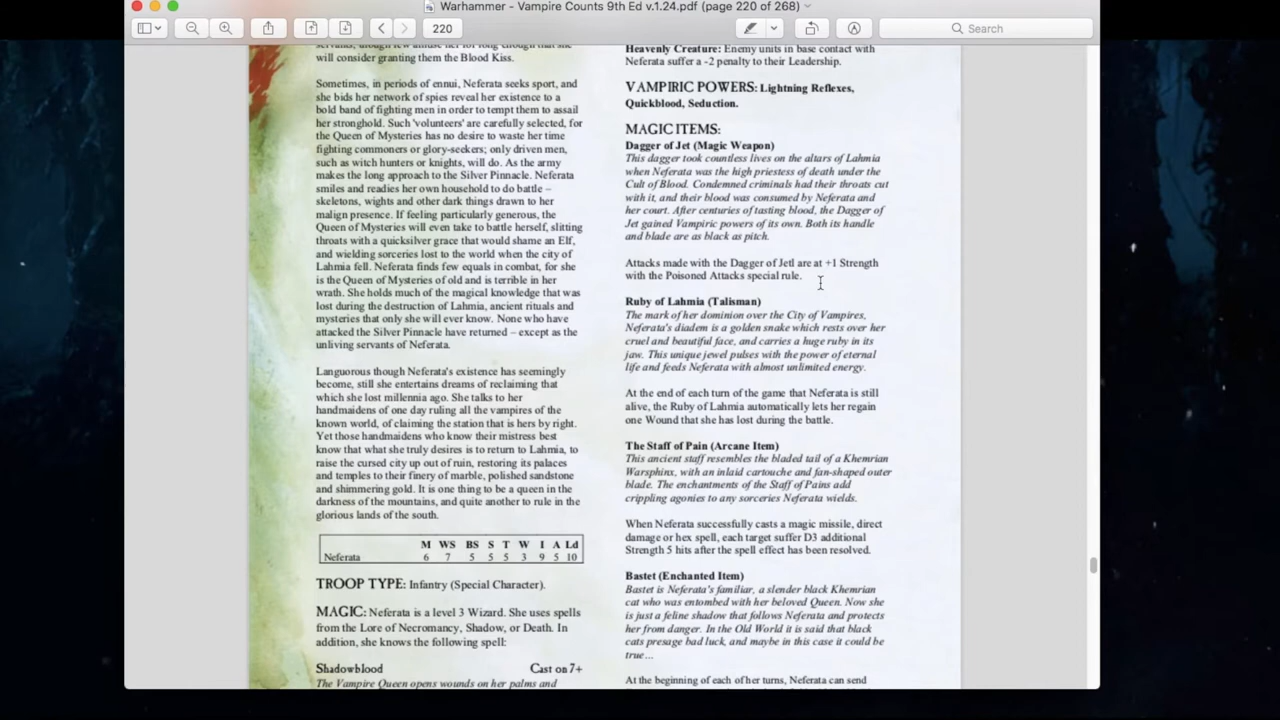 Warhammer - Vampire Counts 9th Ed v.1.24.pdf (page 220 of 268)
220
Search
will consider granting them the Blood Kiss.
Sometimes, in periods of ennui, Neferata seeks sport, and
she bids her network of spies reveal her existence to a
bold band of fighting men in order to tempt them to assail
her stronghold. Such 'volunteers' are carefully selected, for
the Queen of Mysteries has no desire to waste her time
fighting commoners or glory-seekers; only driven men,
such as witch hunters or knights, will do. As the army
makes the long approach to the Silver Pinnacle. Neferata
smiles and readies her own household to do battle –
skeletons, wights and other dark things drawn to her
malign presence. If feeling particularly generous, the
Queen of Mysteries will even take to battle herself, slitting
throats with a quicksilver grace that would shame an Elf,
and wielding sorceries lost to the world when the city of
Lahmia fell. Neferata finds few equals in combat, for she
is the Queen of Mysteries of old and is terrible in her
wrath. She holds much of the magical knowledge that was
lost during the destruction of Lahmia, ancient rituals and
mysteries that only she will ever know. None who have
attacked the Silver Pinnacle have returned – except as the
unliving servants of Neferata.
Languorous though Neferata's existence has seemingly
become, still she entertains dreams of reclaiming that
which she lost millennia ago. She talks to her
handmaidens of one day ruling all the vampires of the
known world, of claiming the station that is hers by right.
Yet those handmaidens who know their mistress best
know that what she truly desires is to return to Lahmia, to
raise the cursed city up out of ruin, restoring its palaces
and temples to their finery of marble, polished sandstone
and shimmering gold. It is one thing to be a queen in the
darkness of the mountains, and quite another to rule in the
glorious lands of the south.
M WS BS S T W I A Ld
Neferata 6 7 5 5 5 3 9 5 10
TROOP TYPE: Infantry (Special Character).
MAGIC: Neferata is a level 3 Wizard. She uses spells
from the Lore of Necromancy, Shadow, or Death. In
addition, she knows the following spell:
Shadowblood Cast on 7+
The Vampire Queen opens wounds on her palms and
Heavenly Creature: Enemy units in base contact with
Neferata suffer a -2 penalty to their Leadership.
VAMPIRIC POWERS: Lightning Reflexes,
Quickblood, Seduction.
MAGIC ITEMS:
Dagger of Jet (Magic Weapon)
This dagger took countless lives on the altars of Lahmia
when Neferata was the high priestess of death under the
Cult of Blood. Condemned criminals had their throats cut
with it, and their blood was consumed by Neferata and
her court. After centuries of tasting blood, the Dagger of
Jet gained Vampiric powers of its own. Both its handle
and blade are as black as pitch.
Attacks made with the Dagger of Jetl are at +1 Strength
with the Poisoned Attacks special rule.
Ruby of Lahmia (Talisman)
The mark of her dominion over the City of Vampires,
Neferata's diadem is a golden snake which rests over her
cruel and beautiful face, and carries a huge ruby in its
jaw. This unique jewel pulses with the power of eternal
life and feeds Neferata with almost unlimited energy.
At the end of each turn of the game that Neferata is still
alive, the Ruby of Lahmia automatically lets her regain
one Wound that she has lost during the battle.
The Staff of Pain (Arcane Item)
This ancient staff resembles the bladed tail of a Khemrian
Warsphinx, with an inlaid cartouche and fan-shaped outer
blade. The enchantments of the Staff of Pains add
crippling agonies to any sorceries Neferata wields.
When Neferata successfully casts a magic missile, direct
damage or hex spell, each target suffer D3 additional
Strength 5 hits after the spell effect has been resolved.
Bastet (Enchanted Item)
Bastet is Neferata's familiar, a slender black Khemrian
cat who was entombed with her beloved Queen. Now she
is just a feline shadow that follows Neferata and protects
her from danger. In the Old World it is said that black
cats presage bad luck, and maybe in this case it could be
true…
At the beginning of each of her turns, Neferata can send